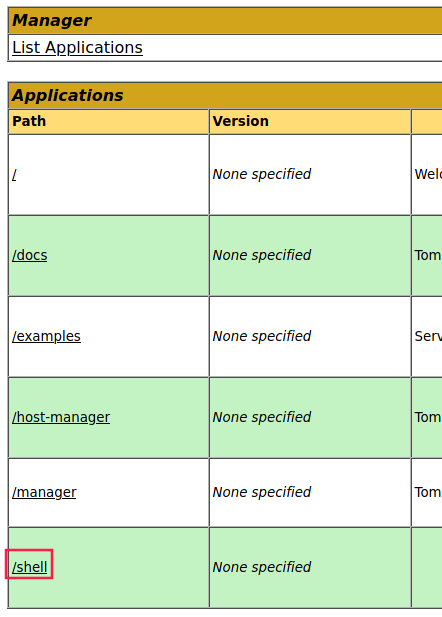 Manager
List Applications
Applications
Path Version
/ None specified Welc
/docs None specified Tom
/examples None specified Serv
/host-manager None specified Tom
/manager None specified Tom
/shell None specified